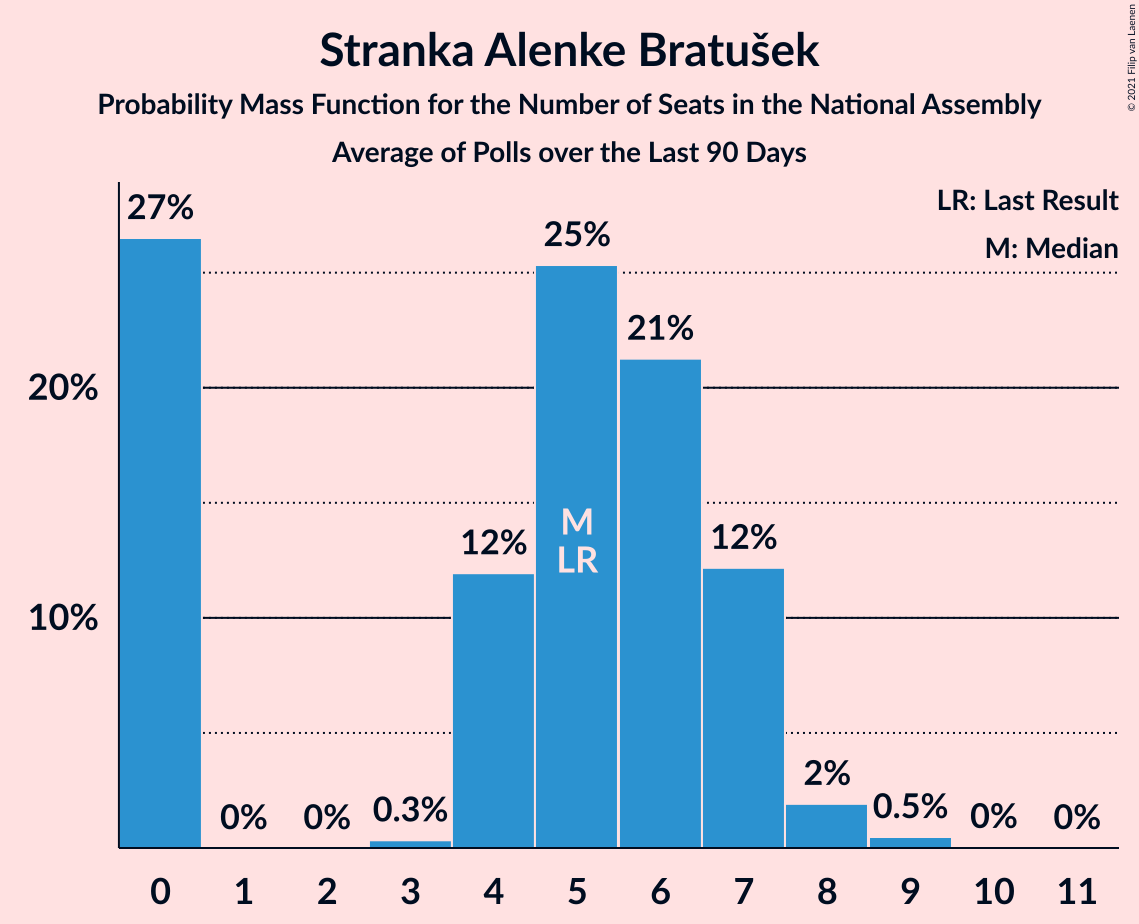 Stranka Alenke Bratušek
Probability Mass Function for the Number of Seats in the National Assembly
Average of Polls over the Last 90 Days
© 2021 Filip van Laenen
LR: Last Result
M: Median
27%
0%
0%
0.3%
12%
25%
21%
12%
2%
0.5%
0%
0%
M
LR
20%
10%
0 1 2 3 4 5 6 7 8 9 10 11